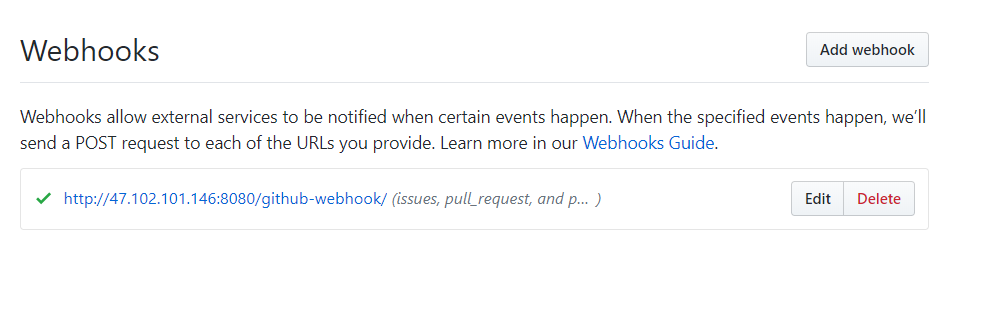 Webhooks
Add webhook
Webhooks allow external services to be notified when certain events happen. When the specified events happen, we’ll
send a POST request to each of the URLs you provide. Learn more in our Webhooks Guide.
http://47.102.101.146:8080/github-webhook/ (issues, pull_request, and p... )
Edit
Delete